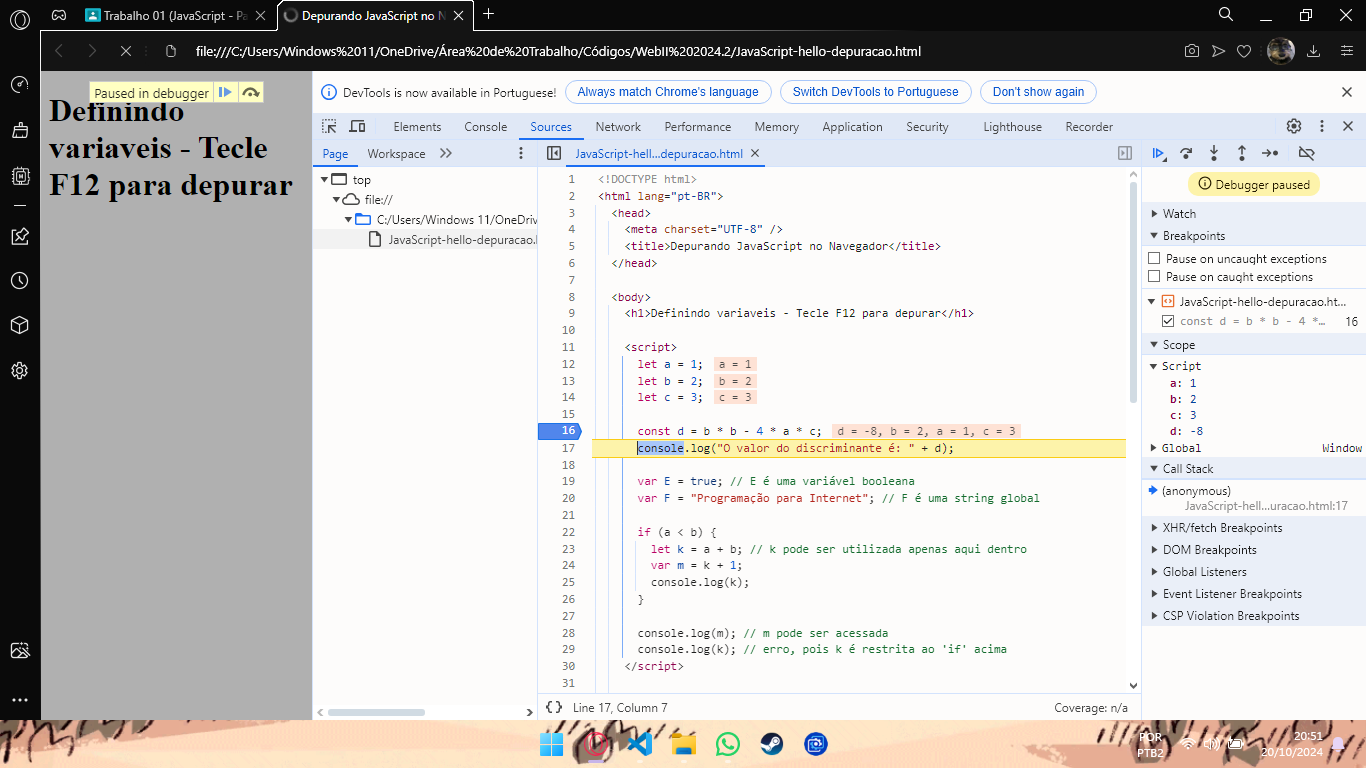 Trabalho 01 (JavaScript - Pa
Depurando JavaScript no N
file:///C:/Users/Windows%2011/OneDrive/Área%20de%20Trabalho/Códigos/WebII%202024.2/JavaScript-hello-depuracao.html
Paused in debugger
Definindo
variaveis - Tecle
F12 para depurar
DevTools is now available in Portuguese!
Always match Chrome's language
Switch DevTools to Portuguese
Don't show again
Elements Console Sources Network Performance Memory Application Security Lighthouse Recorder
Page Workspace
JavaScript-hell...depuracao.html
top
file://
C:/Users/Windows 11/OneDriv
JavaScript-hello-depuracao.
1 <!DOCTYPE html>
2 <html lang="pt-BR">
3 <head>
4 <meta charset="UTF-8" />
5 <title>Depurando JavaScript no Navegador</title>
6 </head>
7
8 <body>
9 <h1>Definindo variaveis - Tecle F12 para depurar</h1>
10
11 <script>
12 let a = 1; a = 1
13 let b = 2; b = 2
14 let c = 3; c = 3
15
16 const d = b * b - 4 * a * c; d = -8, b = 2, a = 1, c = 3
17 console.log("O valor do discriminante é: " + d);
18
19 var E = true; // E é uma variável booleana
20 var F = "Programação para Internet"; // F é uma string global
21
22 if (a < b) {
23 let k = a + b; // k pode ser utilizada apenas aqui dentro
24 var m = k + 1;
25 console.log(k);
26 }
27
28 console.log(m); // m pode ser acessada
29 console.log(k); // erro, pois k é restrita ao 'if' acima
30 </script>
31
{} Line 17, Column 7
Coverage: n/a
Debugger paused
Watch
Breakpoints
Pause on uncaught exceptions
Pause on caught exceptions
JavaScript-hello-depuracao.ht...
const d = b * b - 4 *... 16
Scope
Script
a: 1
b: 2
c: 3
d: -8
Global Window
Call Stack
(anonymous)
JavaScript-hell...uracao.html:17
XHR/fetch Breakpoints
DOM Breakpoints
Global Listeners
Event Listener Breakpoints
CSP Violation Breakpoints
POR
PTB2
20:51
20/10/2024